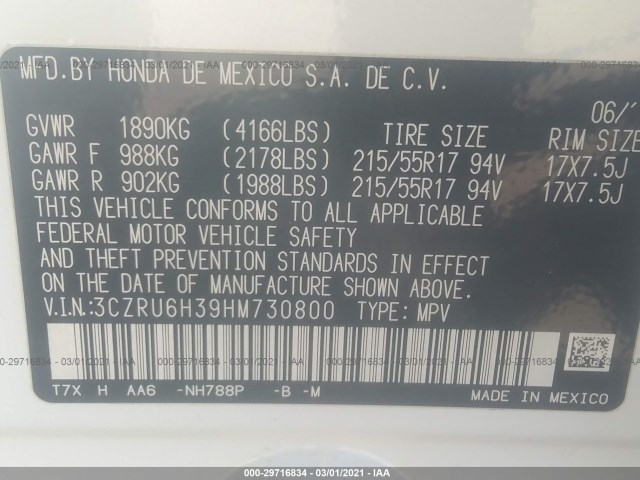 MFD.BY HONDA DE MEXICO S.A. DE C.V.
06/
GVWR 1890KG (4166LBS) TIRE SIZE RIM SIZE
GAWR F 988KG (2178LBS) 215/55R17 94V 17X7.5J
GAWR R 902KG (1988LBS) 215/55R17 94V 17X7.5J
THIS VEHICLE CONFORMS TO ALL APPLICABLE
FEDERAL MOTOR VEHICLE SAFETY
AND THEFT PREVENTION STANDARDS IN EFFECT
ON THE DATE OF MANUFACTURE SHOWN ABOVE.
V.I.N:3CZRU6H39HM730800 TYPE: MPV
T7X H AA6 -NH788P -B -M
MADE IN MEXICO
000-29716834 - 03/01/2021 - IAA